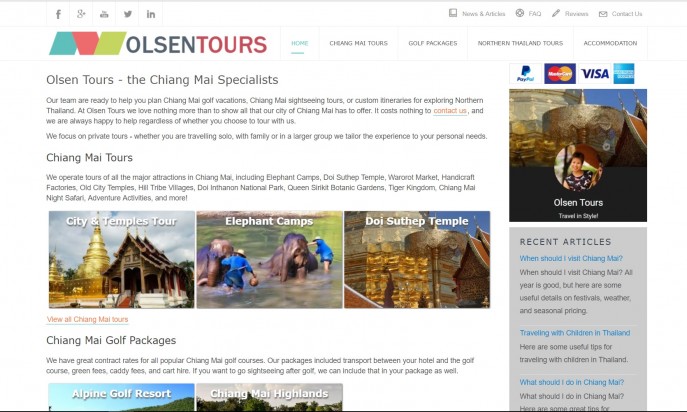 News & Articles
FAQ
Reviews
Contact Us
OLSENTOURS
HOME
CHIANG MAI TOURS
GOLF PACKAGES
NORTHERN THAILAND TOURS
ACCOMMODATION
Olsen Tours - the Chiang Mai Specialists
Our team are ready to help you plan Chiang Mai golf vacations, Chiang Mai sightseeing tours, or custom itineraries for exploring Northern
Thailand. At Olsen Tours we love nothing more than to show all that our city of Chiang Mai has to offer. It costs nothing to contact us, and
we are always happy to help regardless of whether you choose to tour with us.
We focus on private tours - whether you are travelling solo, with family or in a larger group we tailor the experience to your personal needs.
Chiang Mai Tours
We operate tours of all the major attractions in Chiang Mai, including Elephant Camps, Doi Suthep Temple, Warorot Market, Handicraft
Factories, Old City Temples, Hill Tribe Villages, Doi Inthanon National Park, Queen Sirikit Botanic Gardens, Tiger Kingdom, Chiang Mai
Night Safari, Adventure Activities, and more!
City & Temples Tour
Elephant Camps
Doi Suthep Temple
View all Chiang Mai tours
Chiang Mai Golf Packages
We have great contract rates for all popular Chiang Mai golf courses. Our packages included transport between your hotel and the golf
course, green fees, caddy fees, and cart hire. If you want to go sightseeing after golf, we can include that in your package as well.
Alpine Golf Resort
Chiang Mai Highlands
PayPal
MasterCard
VISA
Olsen Tours
Travel in Style!
RECENT ARTICLES
When should I visit Chiang Mai?
When should I visit Chiang Mai? All
year is good, but here are some
useful details on festivals, weather,
and seasonal pricing.
Traveling with Children in Thailand
Here are some useful tips for
traveling with children in Thailand.
What should I do in Chiang Mai?
What should I do in Chiang Mai?
Here are some great tips for